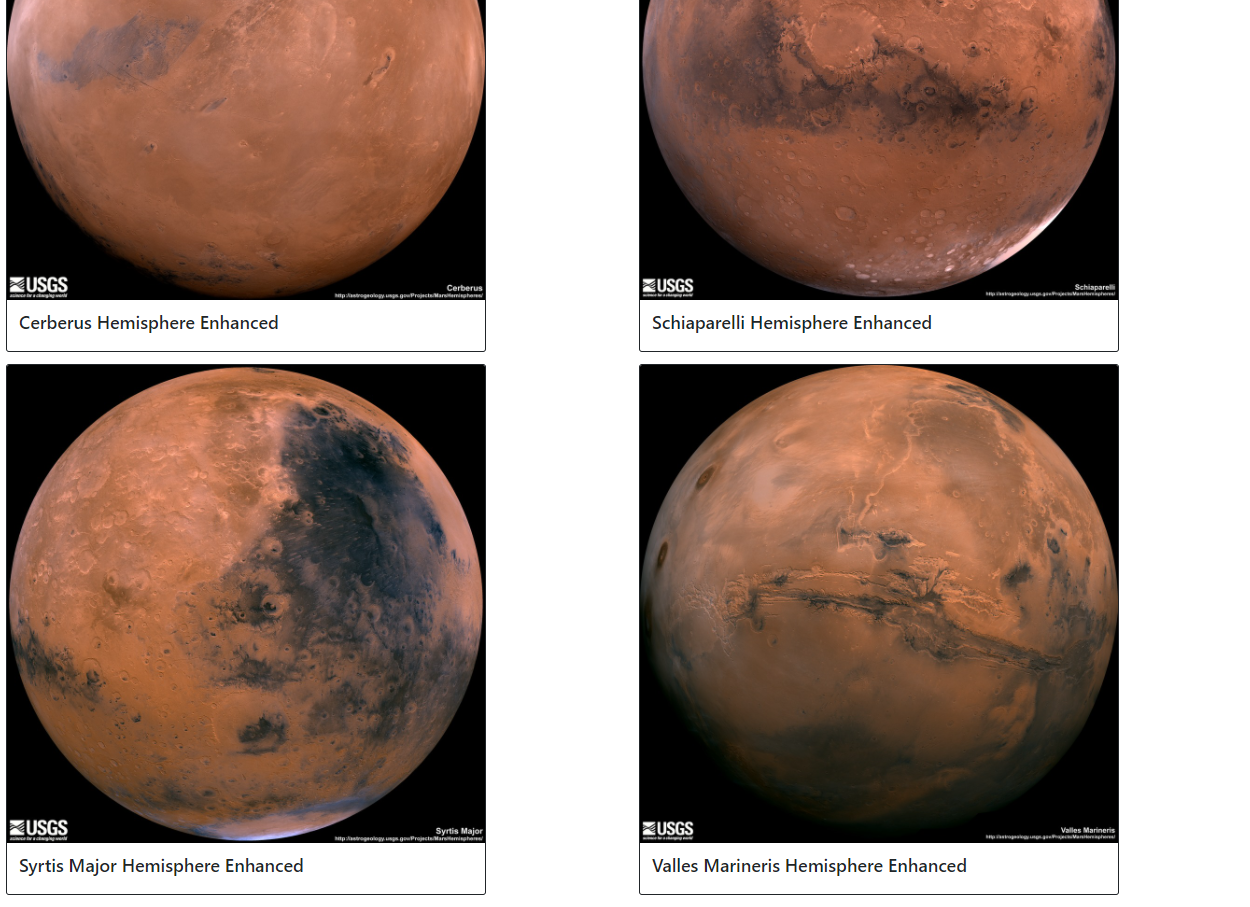 USGS
science for a changing world
Cerberus
http://astrogeology.usgs.gov/Projects/MarsHemispheres/
Cerberus Hemisphere Enhanced
USGS
science for a changing world
Schiaparelli
http://astrogeology.usgs.gov/Projects/MarsHemispheres/
Schiaparelli Hemisphere Enhanced
USGS
science for a changing world
Syrtis Major
http://astrogeology.usgs.gov/Projects/MarsHemispheres/
Syrtis Major Hemisphere Enhanced
USGS
science for a changing world
Valles Marineris
http://astrogeology.usgs.gov/Projects/MarsHemispheres/
Valles Marineris Hemisphere Enhanced